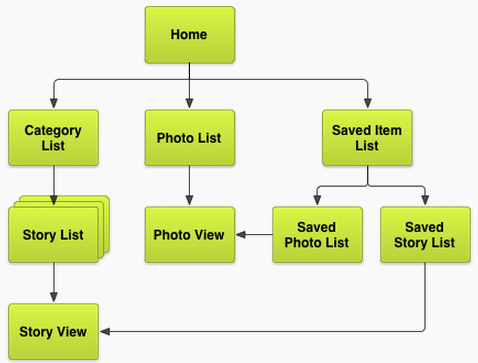 Home
Category
List
Photo List
Saved Item
List
Story List
Photo View
Saved
Photo List
Saved
Story List
Story View